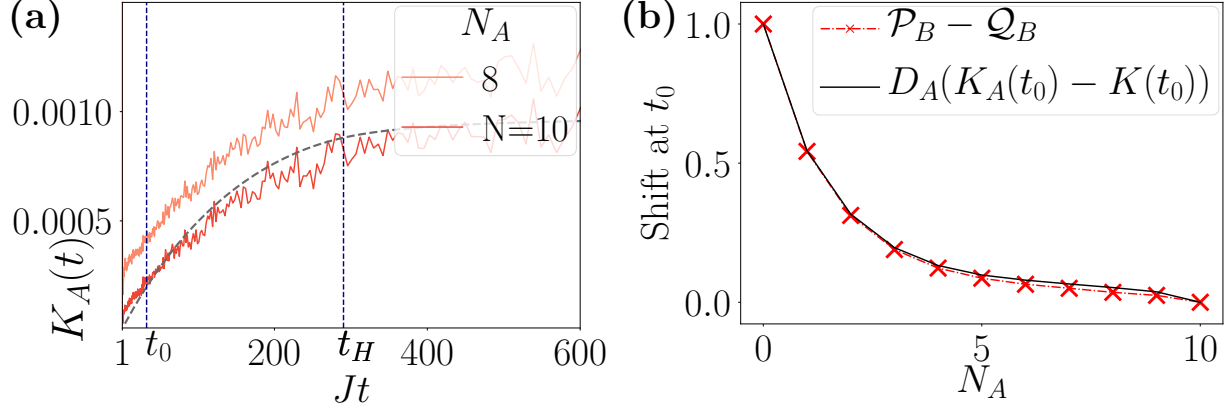 (a)
N_A
8
N=10
0.0010
0.0005
K_A(t)
1 t_0 200 t_H 400 600
Jt
(b)
P_B − Q_B
D_A(K_A(t_0) − K(t_0))
1.0
0.5
0.0
Shift at t_0
0 5 10
N_A